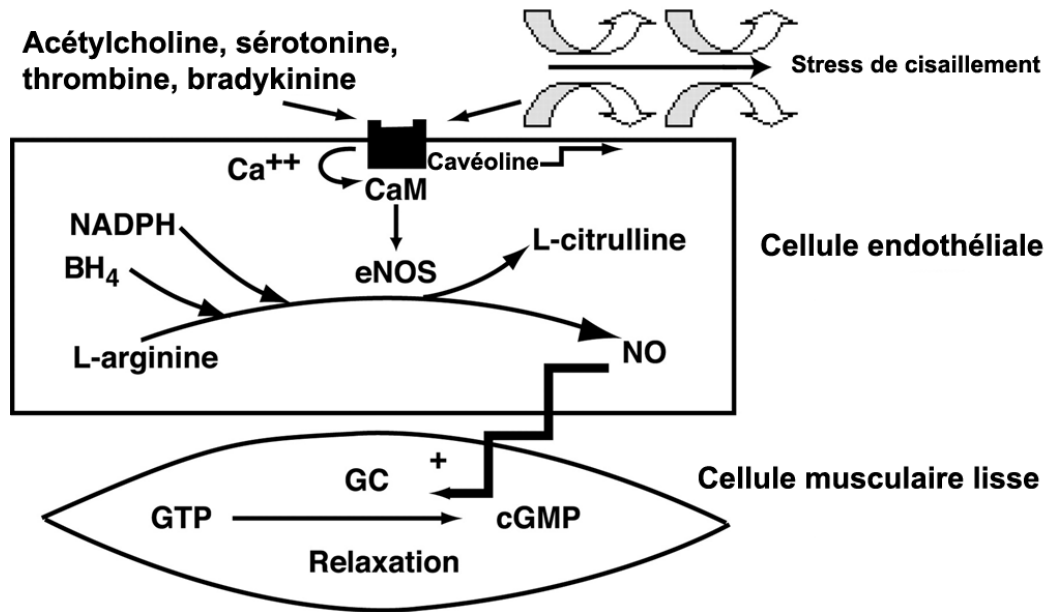 Acétylcholine, sérotonine,
thrombine, bradykinine
Stress de cisaillement
Ca++
Cavéoline
CaM
NADPH
BH4
eNOS
L-citrulline
Cellule endothéliale
L-arginine
NO
Cellule musculaire lisse
+
GC
GTP
cGMP
Relaxation